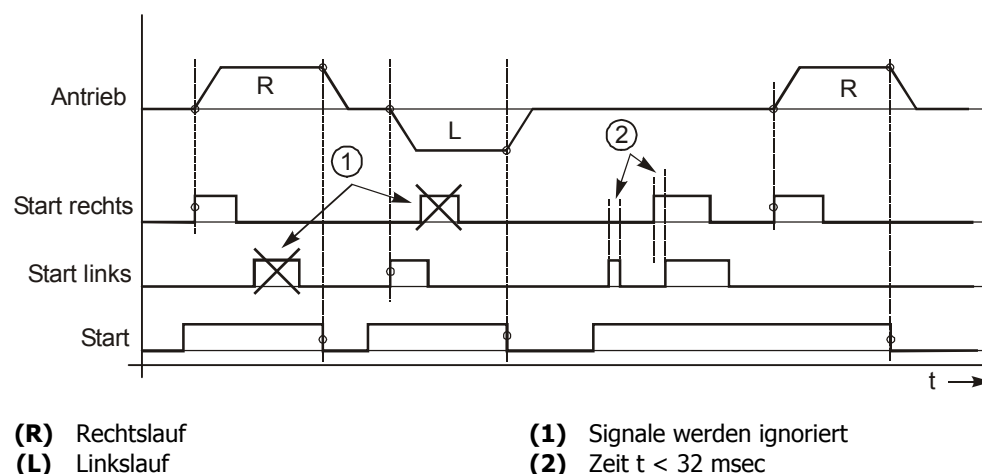 Antrieb
R
L
R
1
2
Start rechts
Start links
Start
t
(R) Rechtslauf
(L) Linkslauf
(1) Signale werden ignoriert
(2) Zeit t < 32 msec